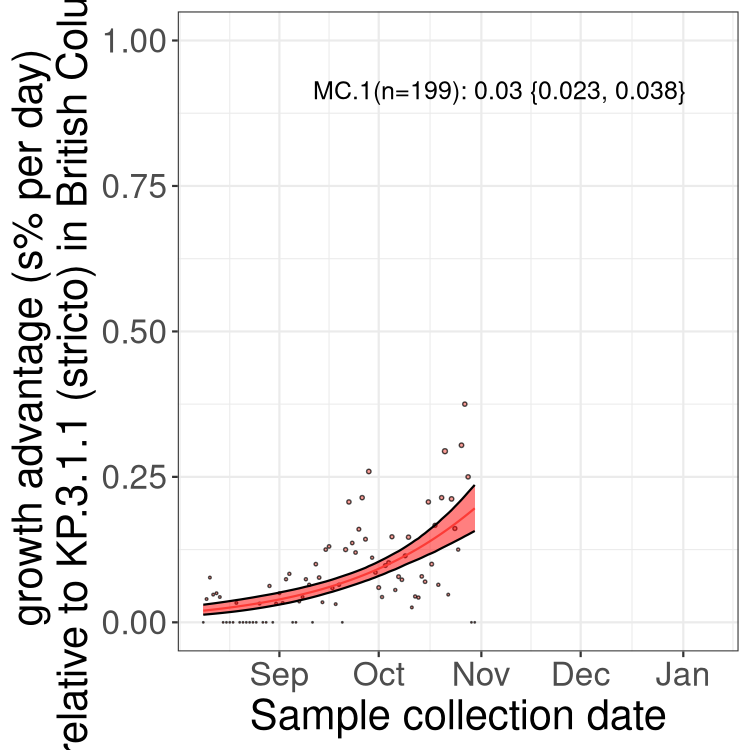 growth advantage (s% per day)
relative to KP.3.1.1 (stricto) in British
1.00
0.75
0.50
0.25
0.00
MC.1(n=199): 0.03 {0.023, 0.038}
Sep Oct Nov Dec Jan
Sample collection date